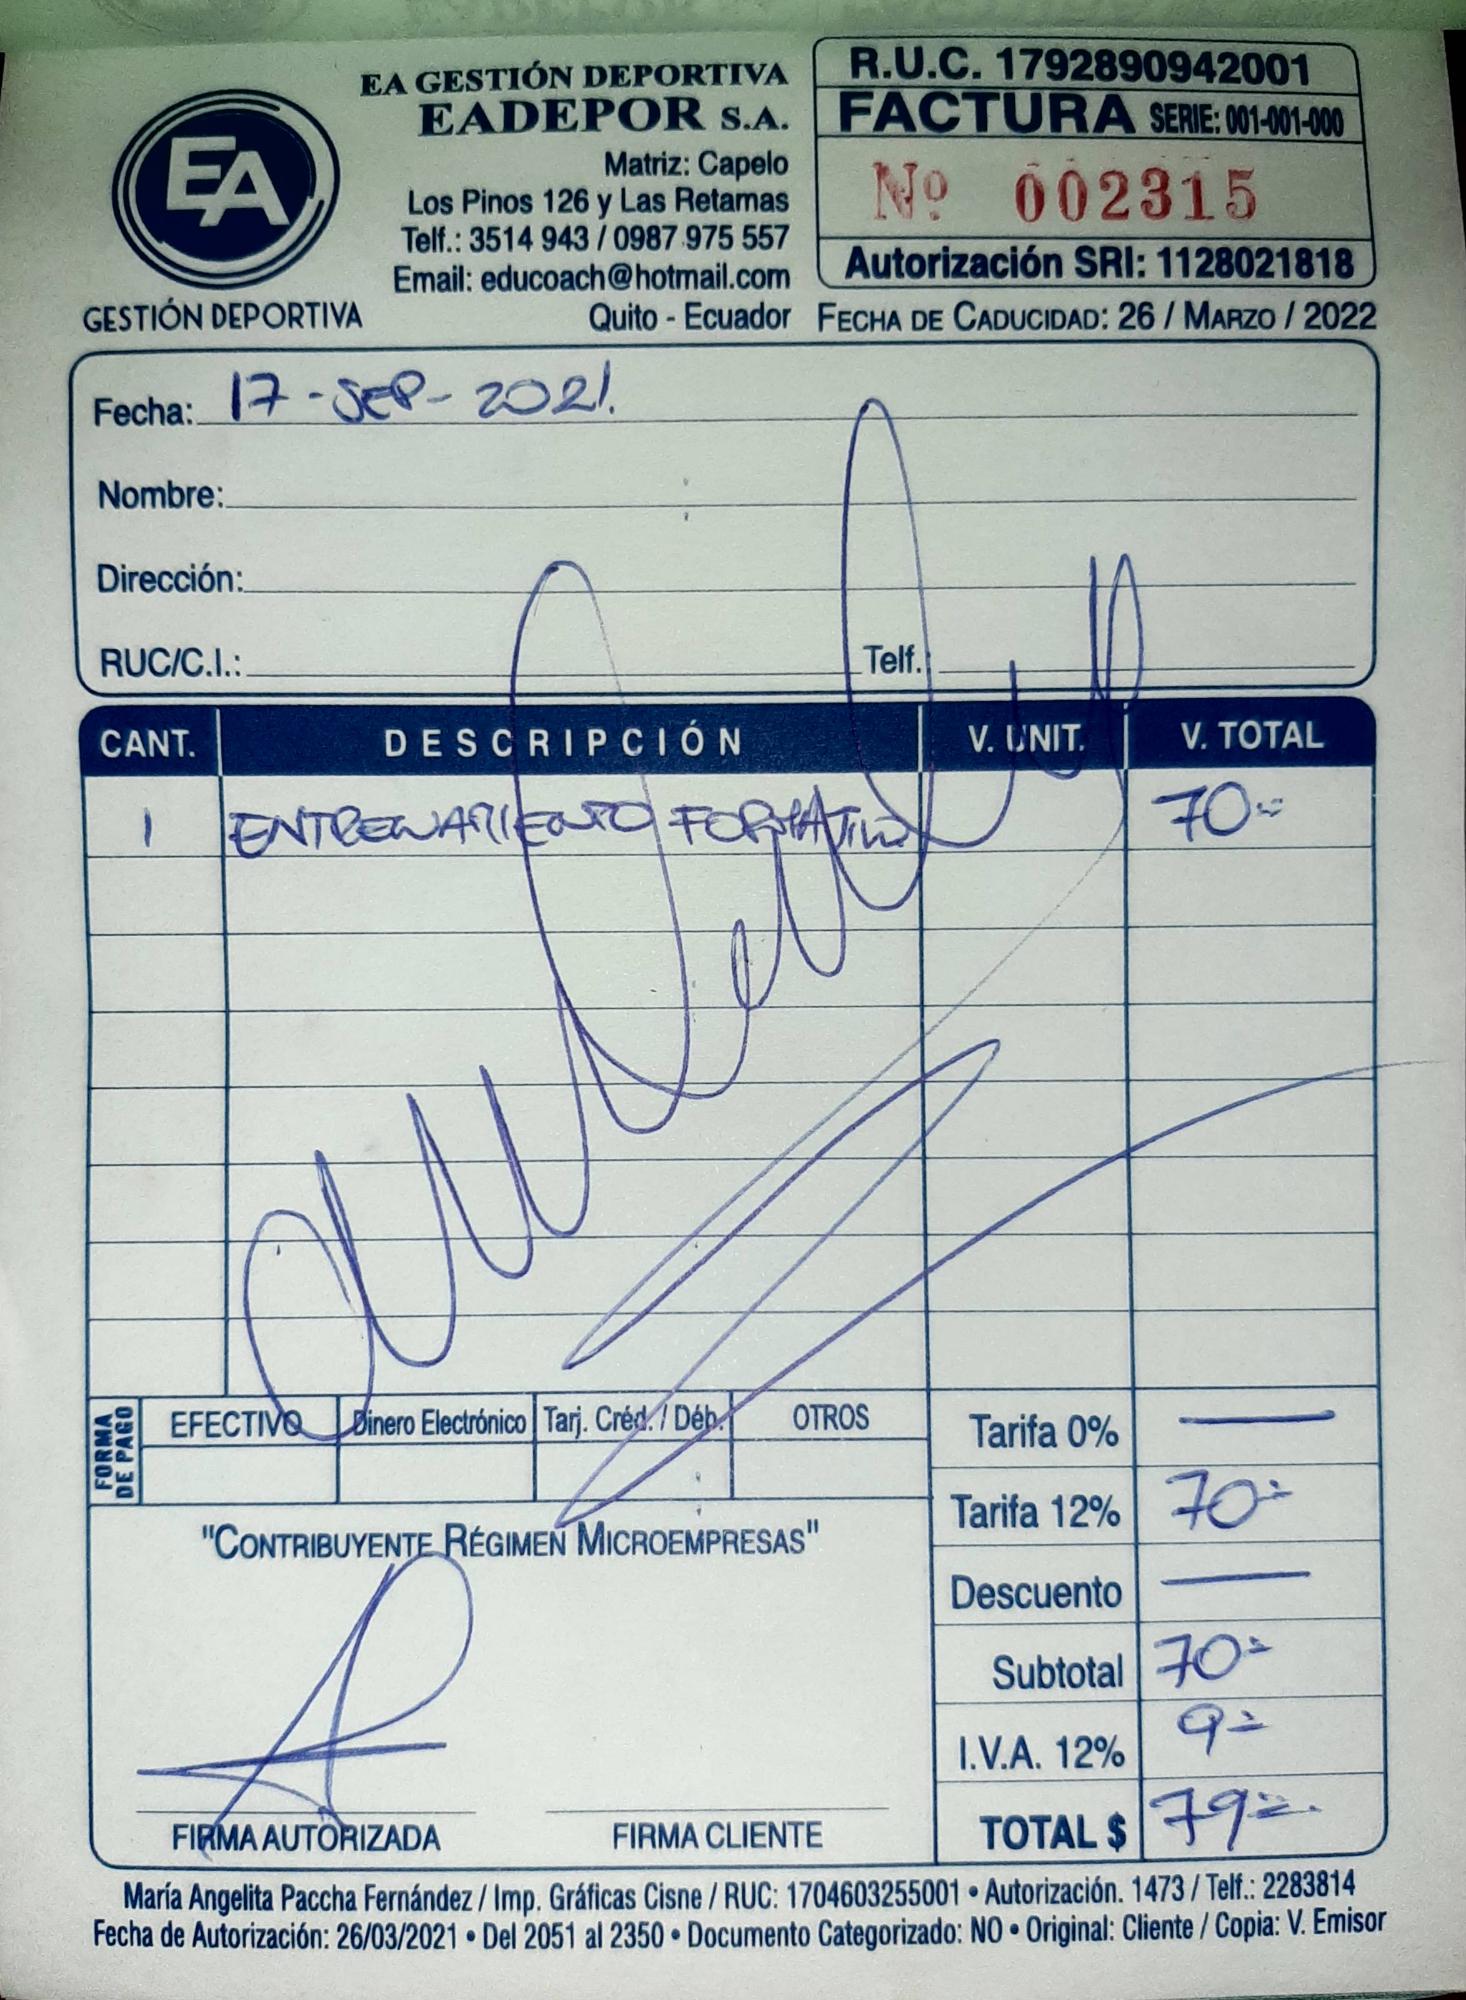 EA GESTIÓN DEPORTIVA
EADEPOR S.A.
Matriz: Capelo
Los Pinos 126 y Las Retamas
Telf.: 3514 943 / 0987 975 557
Email: educoach@hotmail.com
Quito - Ecuador
EA
GESTIÓN DEPORTIVA
R.U.C. 1792890942001
FACTURA SERIE: 001-001-000
Nº 002315
Autorización SRI: 1128021818
FECHA DE CADUCIDAD: 26 / MARZO / 2022
Fecha: 17-SEP-2021.
Nombre:
Dirección:
RUC/C.I.: Telf.
CANT. DESCRIPCIÓN V. UNIT. V. TOTAL
1 ENTRENAMIENTO FORMATIVO 70=
FORMA DE PAGO
EFECTIVO Dinero Electrónico Tarj. Créd. / Déb. OTROS
Tarifa 0% —
Tarifa 12% 70=
Descuento —
Subtotal 70=
I.V.A. 12% 9=
TOTAL $ 79=.
"CONTRIBUYENTE RÉGIMEN MICROEMPRESAS"
FIRMA AUTORIZADA FIRMA CLIENTE
María Angelita Paccha Fernández / Imp. Gráficas Cisne / RUC: 1704603255001 • Autorización. 1473 / Telf.: 2283814
Fecha de Autorización: 26/03/2021 • Del 2051 al 2350 • Documento Categorizado: NO • Original: Cliente / Copia: V. Emisor